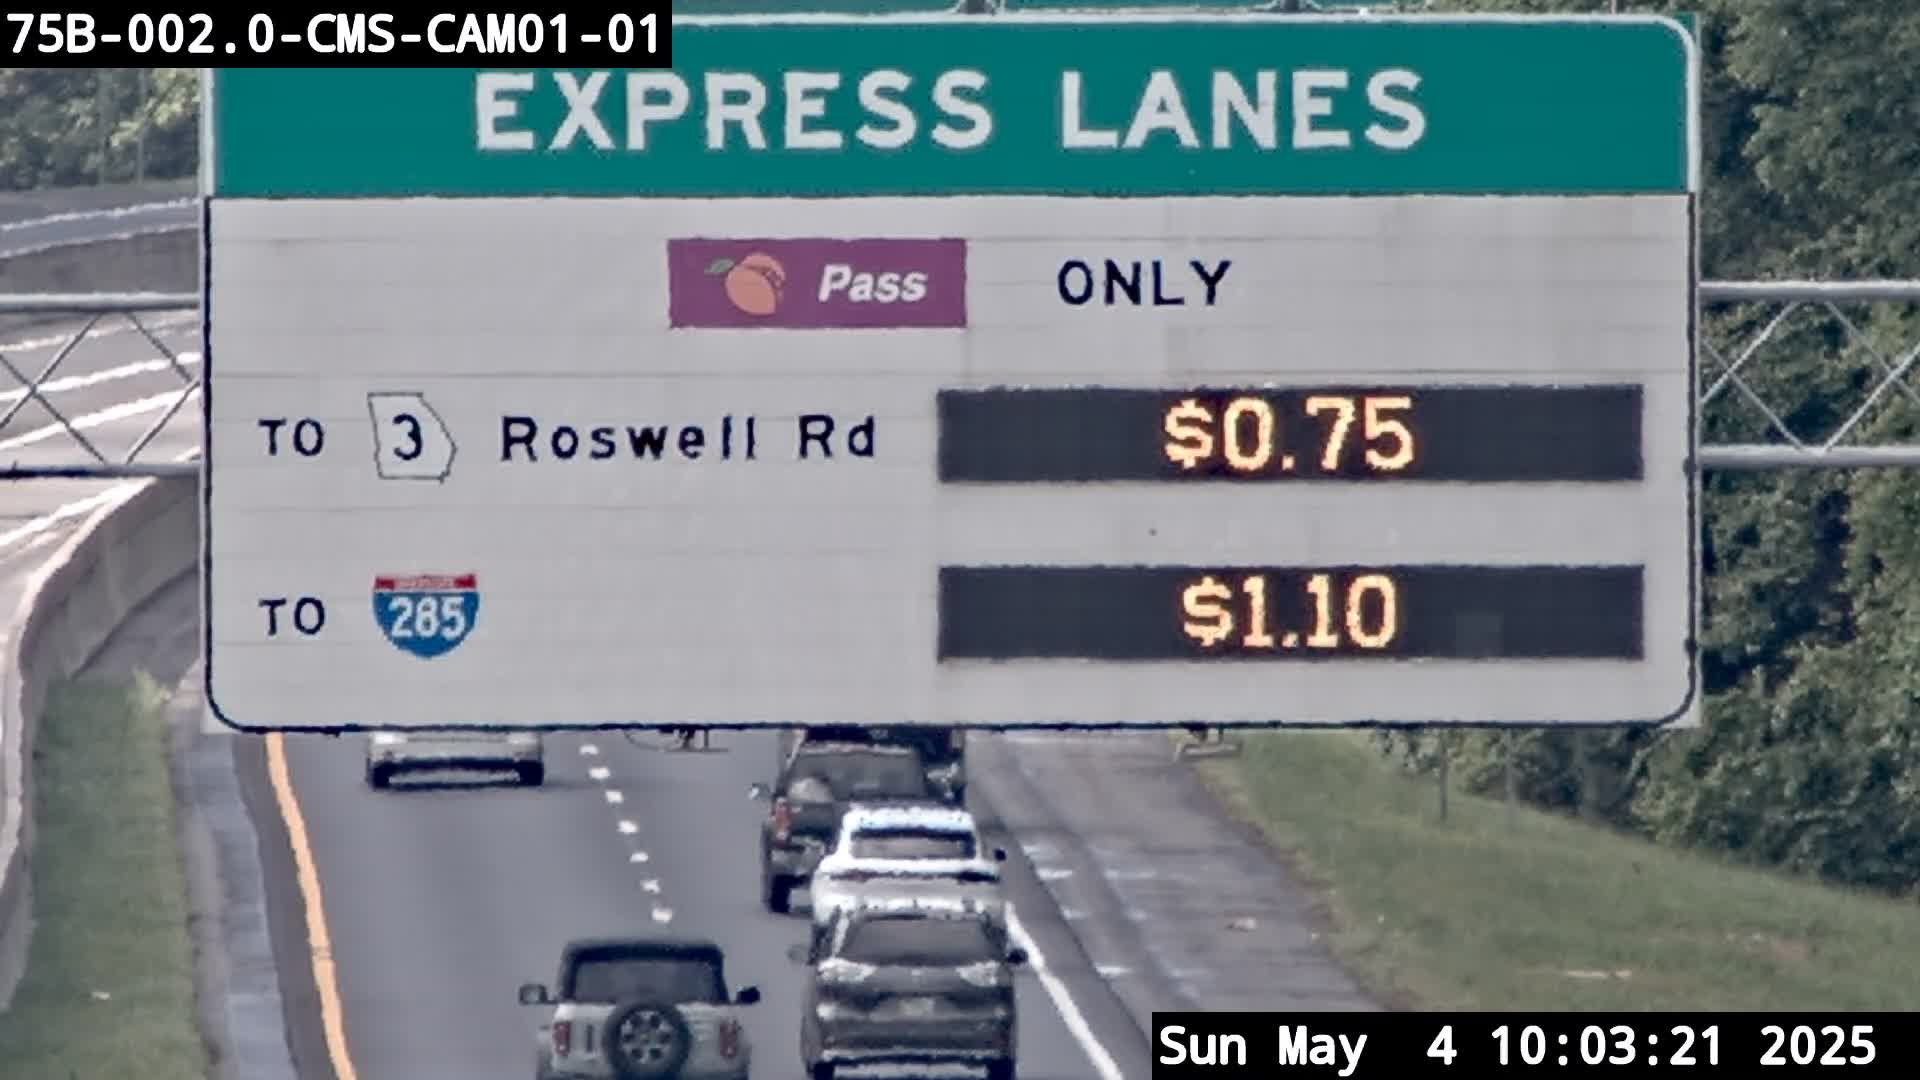 75B-002.0-CMS-CAM01-01
EXPRESS LANES
Pass ONLY
TO 3 Roswell Rd $0.75
TO 285 $1.10
Sun May 4 10:03:21 2025